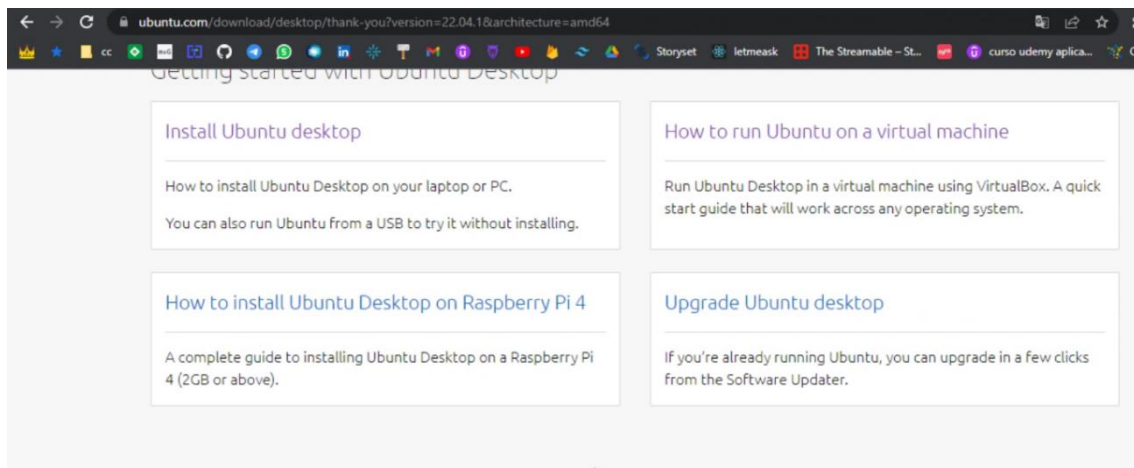 ubuntu.com/download/desktop/thank-you?version=22.04.1&architecture=amd64
cc Storyset letmeask The Streamable – St... curso udemy aplica...
Getting started with Ubuntu Desktop
Install Ubuntu desktop
How to install Ubuntu Desktop on your laptop or PC.
You can also run Ubuntu from a USB to try it without installing.
How to run Ubuntu on a virtual machine
Run Ubuntu Desktop in a virtual machine using VirtualBox. A quick
start guide that will work across any operating system.
How to install Ubuntu Desktop on Raspberry Pi 4
A complete guide to installing Ubuntu Desktop on a Raspberry Pi
4 (2GB or above).
Upgrade Ubuntu desktop
If you're already running Ubuntu, you can upgrade in a few clicks
from the Software Updater.